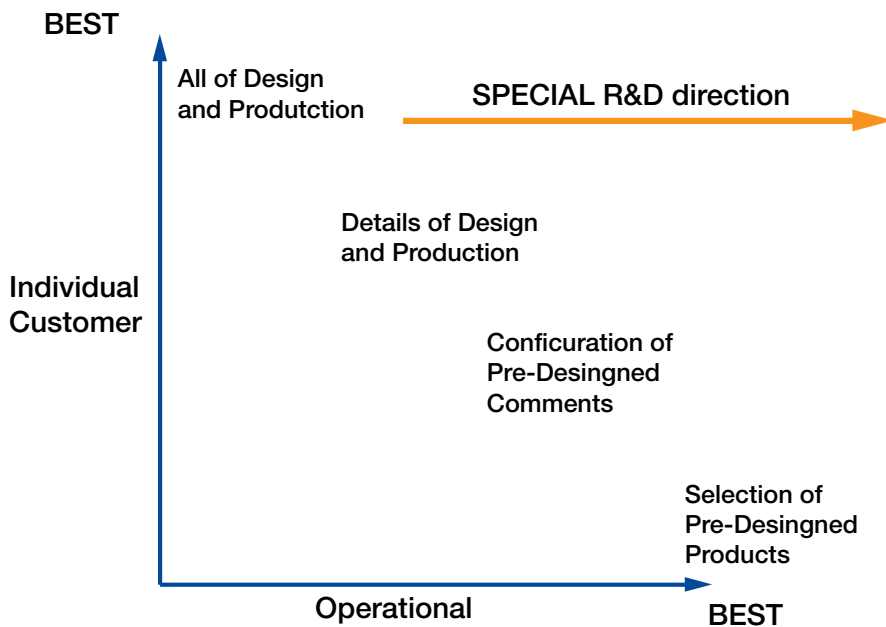 BEST
All of Design
and Produtction
SPECIAL R&D direction
Details of Design
and Production
Individual
Customer
Conficuration of
Pre-Desingned
Comments
Selection of
Pre-Desingned
Products
Operational
BEST